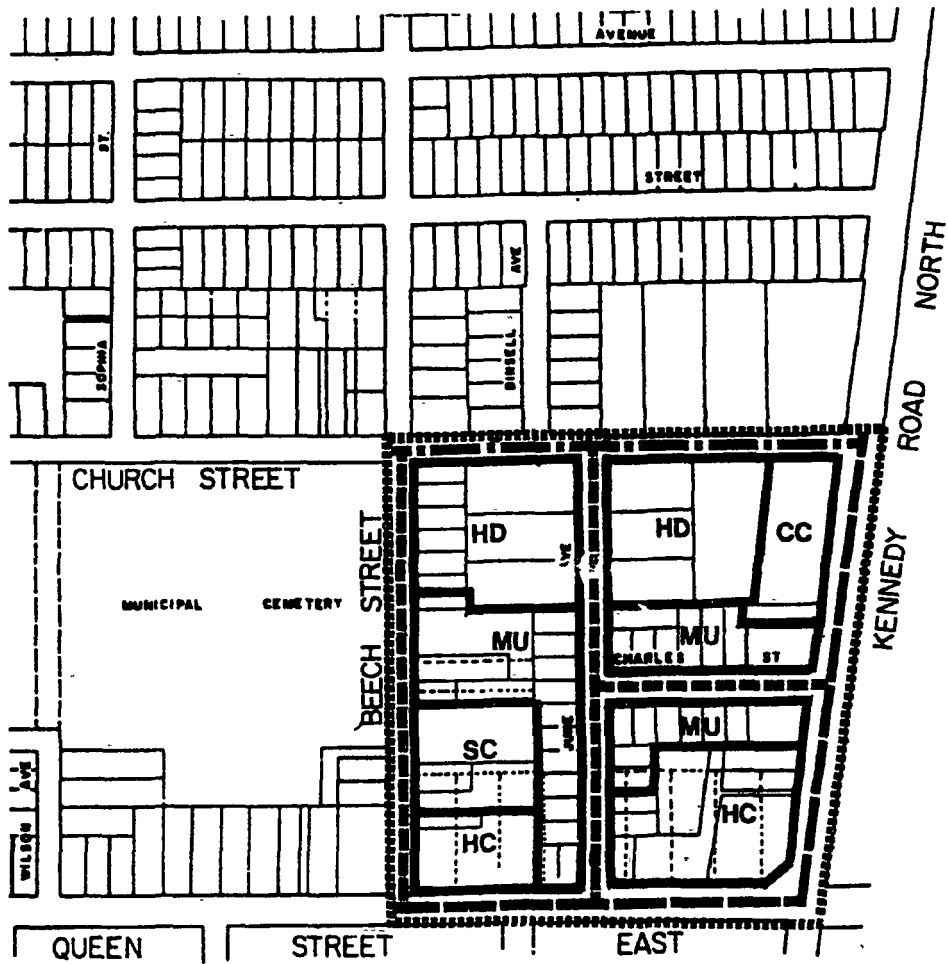 AVENUE
ST.
STREET
AVE
NORTH
SOPHIA
BINSELL
ROAD
CHURCH STREET
HD
HD
CC
AVE
BEECH STREET
KENNEDY
MUNICIPAL CEMETERY
MU
MU
CHARLES ST
JUNE
MU
SC
AVE
WILSON
HC
HC
QUEEN STREET EAST